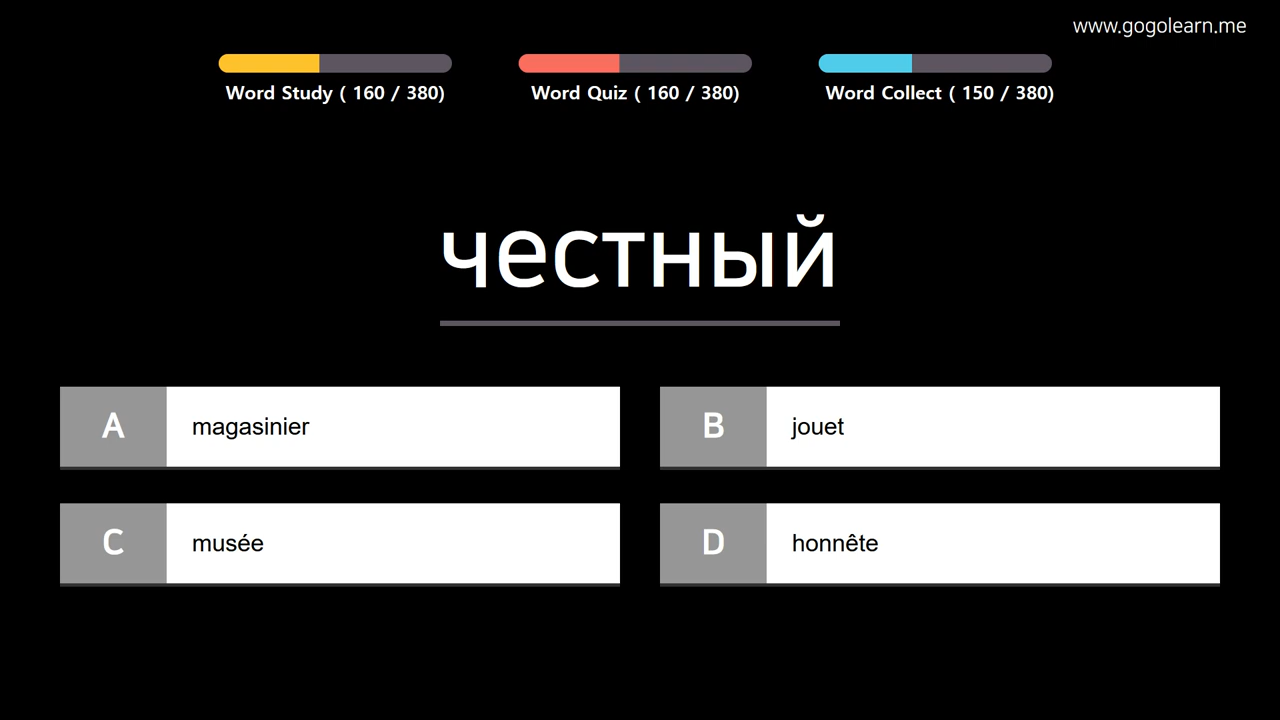 www.gogolearn.me
Word Study ( 160 / 380)
Word Quiz ( 160 / 380)
Word Collect ( 150 / 380)
честный
A magasinier
B jouet
C musée
D honnête